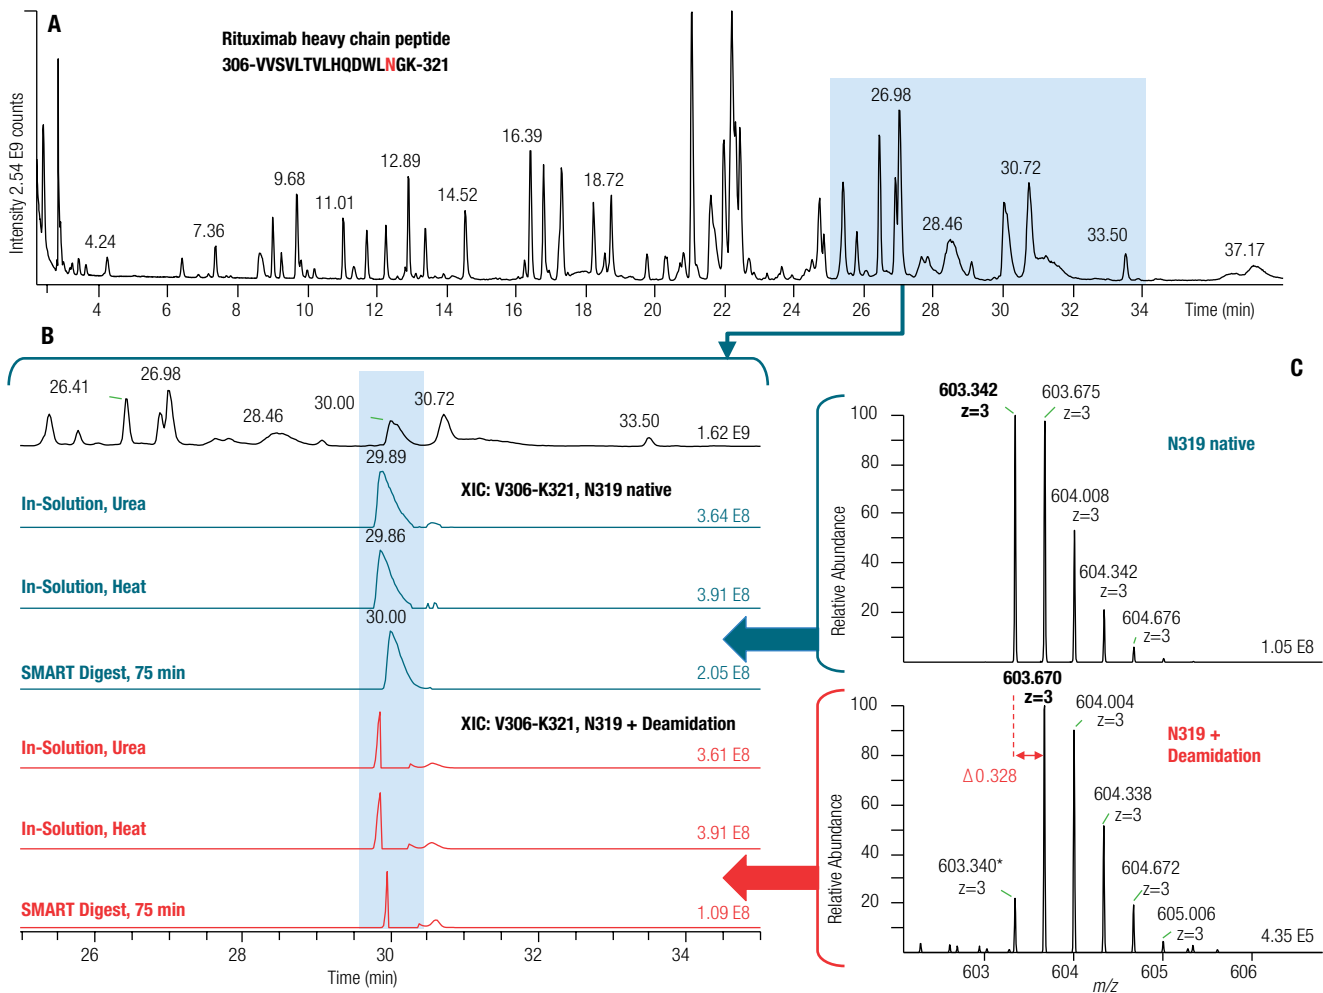 A
Rituximab heavy chain peptide
306-VVSVLTVLHQDWLNGK-321
Intensity 2.54 E9 counts
4.24
7.36
9.68
11.01
12.89
14.52
16.39
18.72
26.98
28.46
30.72
33.50
37.17
4 6 8 10 12 14 16 18 20 22 24 26 28 30 32 34 Time (min)
B
26.41
26.98
28.46
30.00
30.72
33.50
1.62 E9
29.89
XIC: V306-K321, N319 native
In-Solution, Urea
3.64 E8
29.86
In-Solution, Heat
3.91 E8
30.00
SMART Digest, 75 min
2.05 E8
XIC: V306-K321, N319 + Deamidation
In-Solution, Urea
3.61 E8
In-Solution, Heat
3.91 E8
SMART Digest, 75 min
1.09 E8
26 28 30 32 34
Time (min)
C
603.342
z=3
603.675
z=3
N319 native
604.008
z=3
604.342
z=3
604.676
z=3
1.05 E8
100
80
60
40
20
Relative Abundance
603.670
z=3
604.004
z=3
N319 +
Deamidation
Δ0.328
604.338
z=3
603.340*
z=3
604.672
z=3
605.006
z=3
4.35 E5
100
80
60
40
20
Relative Abundance
603 604 605 606
m/z